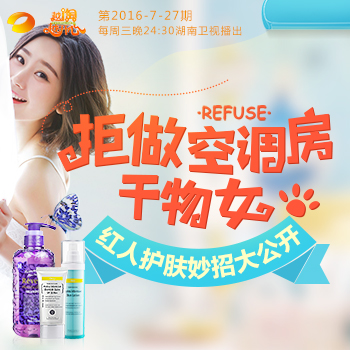 第2016-7-27期
每周三晚24:30湖南卫视播出
REFUSE
拒做空调房
干物女
红人护肤妙招大公开